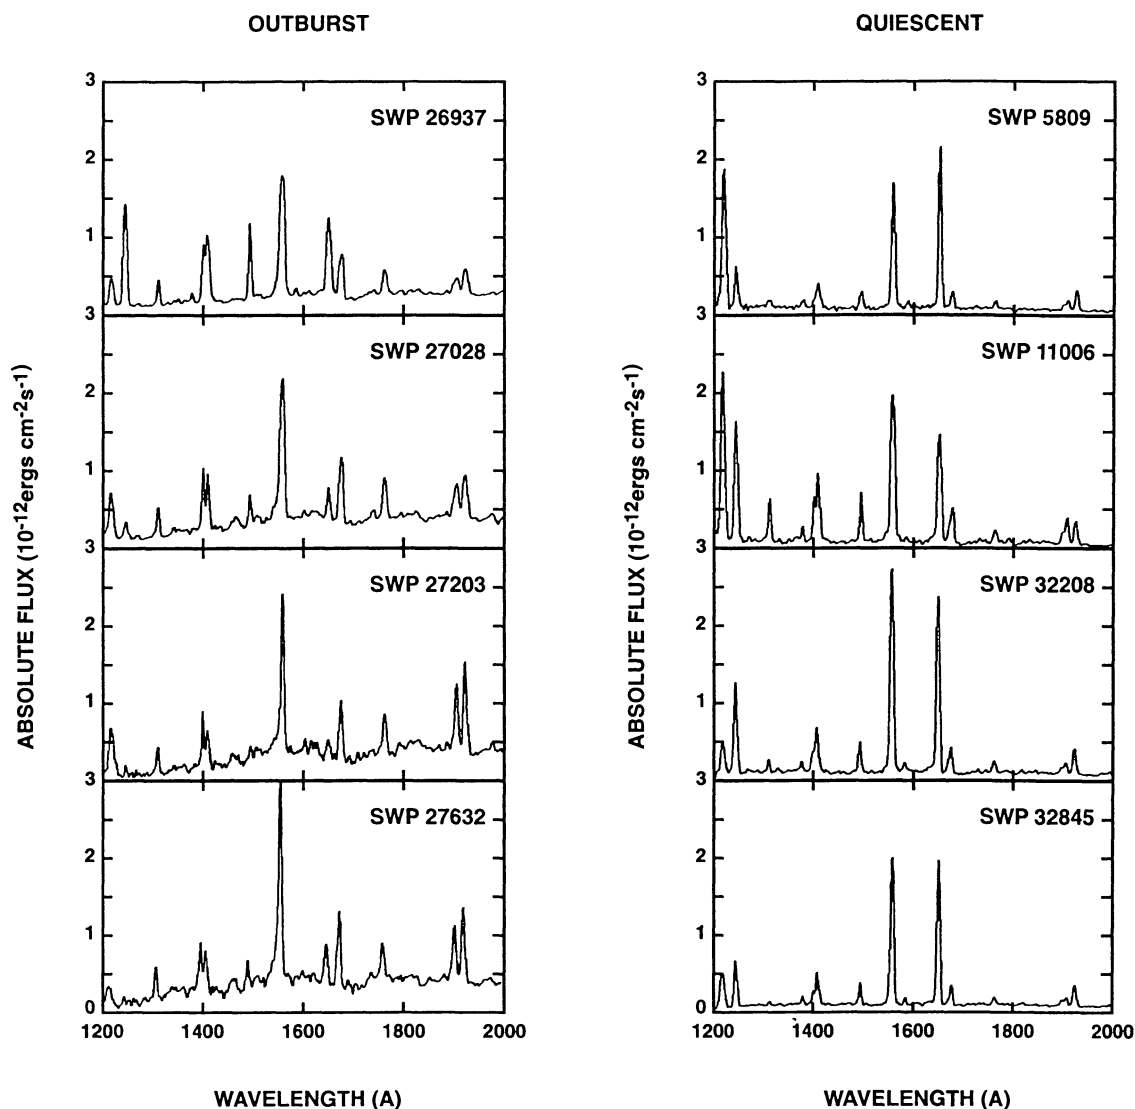 OUTBURST
QUIESCENT
3
SWP 26937
2
1
3
SWP 27028
2
1
3
SWP 27203
2
1
3
SWP 27632
2
1
0
1200 1400 1600 1800 2000
WAVELENGTH (A)
ABSOLUTE FLUX (10-12ergs cm-2s-1)
3
SWP 5809
2
1
3
SWP 11006
2
1
3
SWP 32208
2
1
3
SWP 32845
2
1
0
1200 1400 1600 1800 2000
WAVELENGTH (A)
ABSOLUTE FLUX (10-12ergs cm-2s-1)